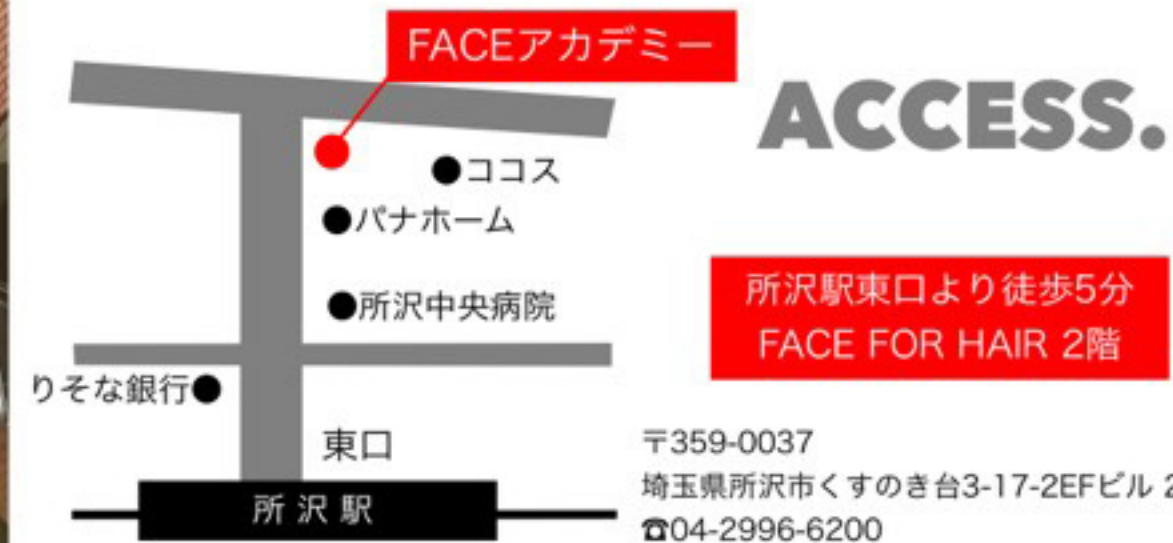 FACEアカデミー
ACCESS.
●ココス
●パナホーム
●所沢中央病院
りそな銀行●
東口
所沢駅
所沢駅東口より徒歩5分
FACE FOR HAIR 2階
〒359-0037
埼玉県所沢市くすのき台3-17-2EFビル 2
☎04-2996-6200